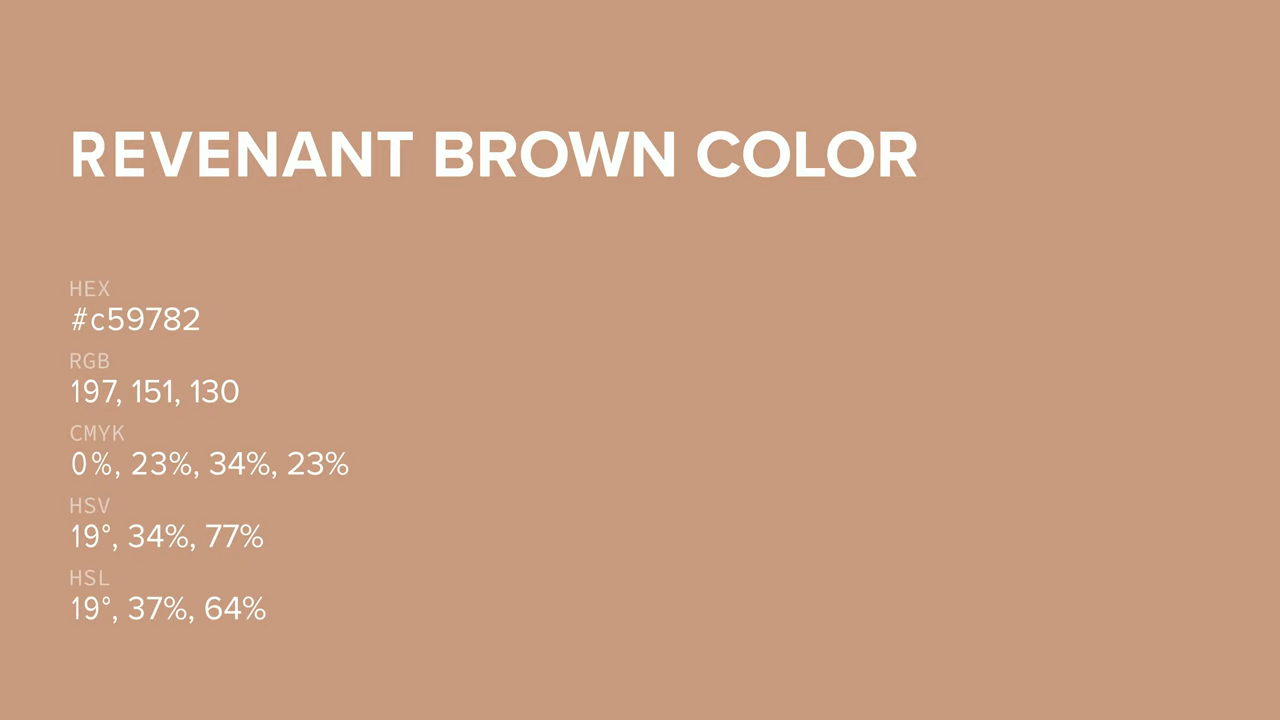 REVENANT BROWN COLOR
HEX
#c59782
RGB
197, 151, 130
CMYK
0%, 23%, 34%, 23%
HSV
19°, 34%, 77%
HSL
19°, 37%, 64%